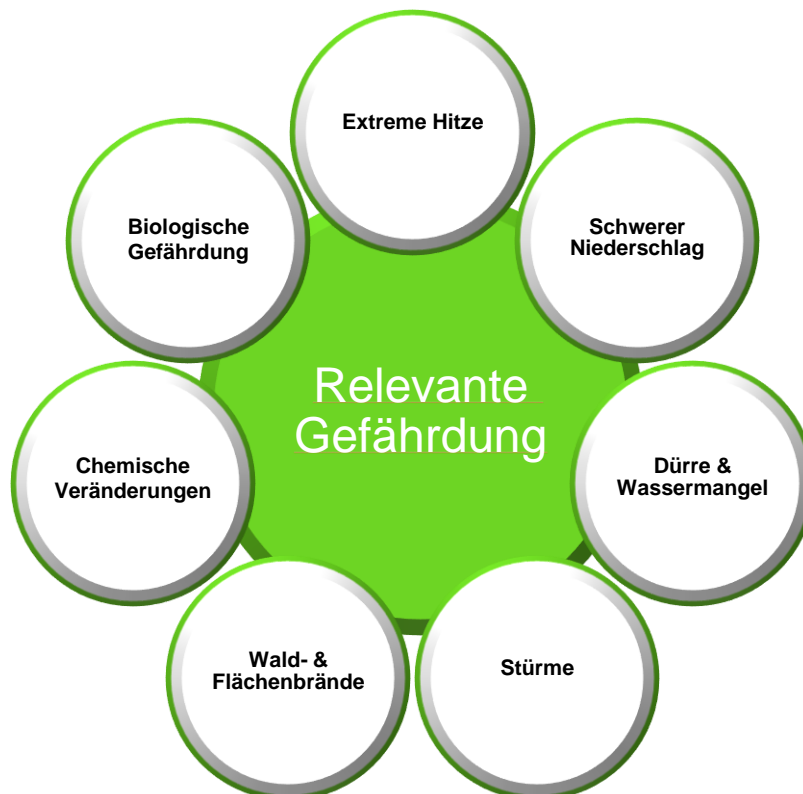 Extreme Hitze
Biologische
Gefährdung
Schwerer
Niederschlag
Relevante
Gefährdung
Chemische
Veränderungen
Dürre &
Wassermangel
Wald- &
Flächenbrände
Stürme